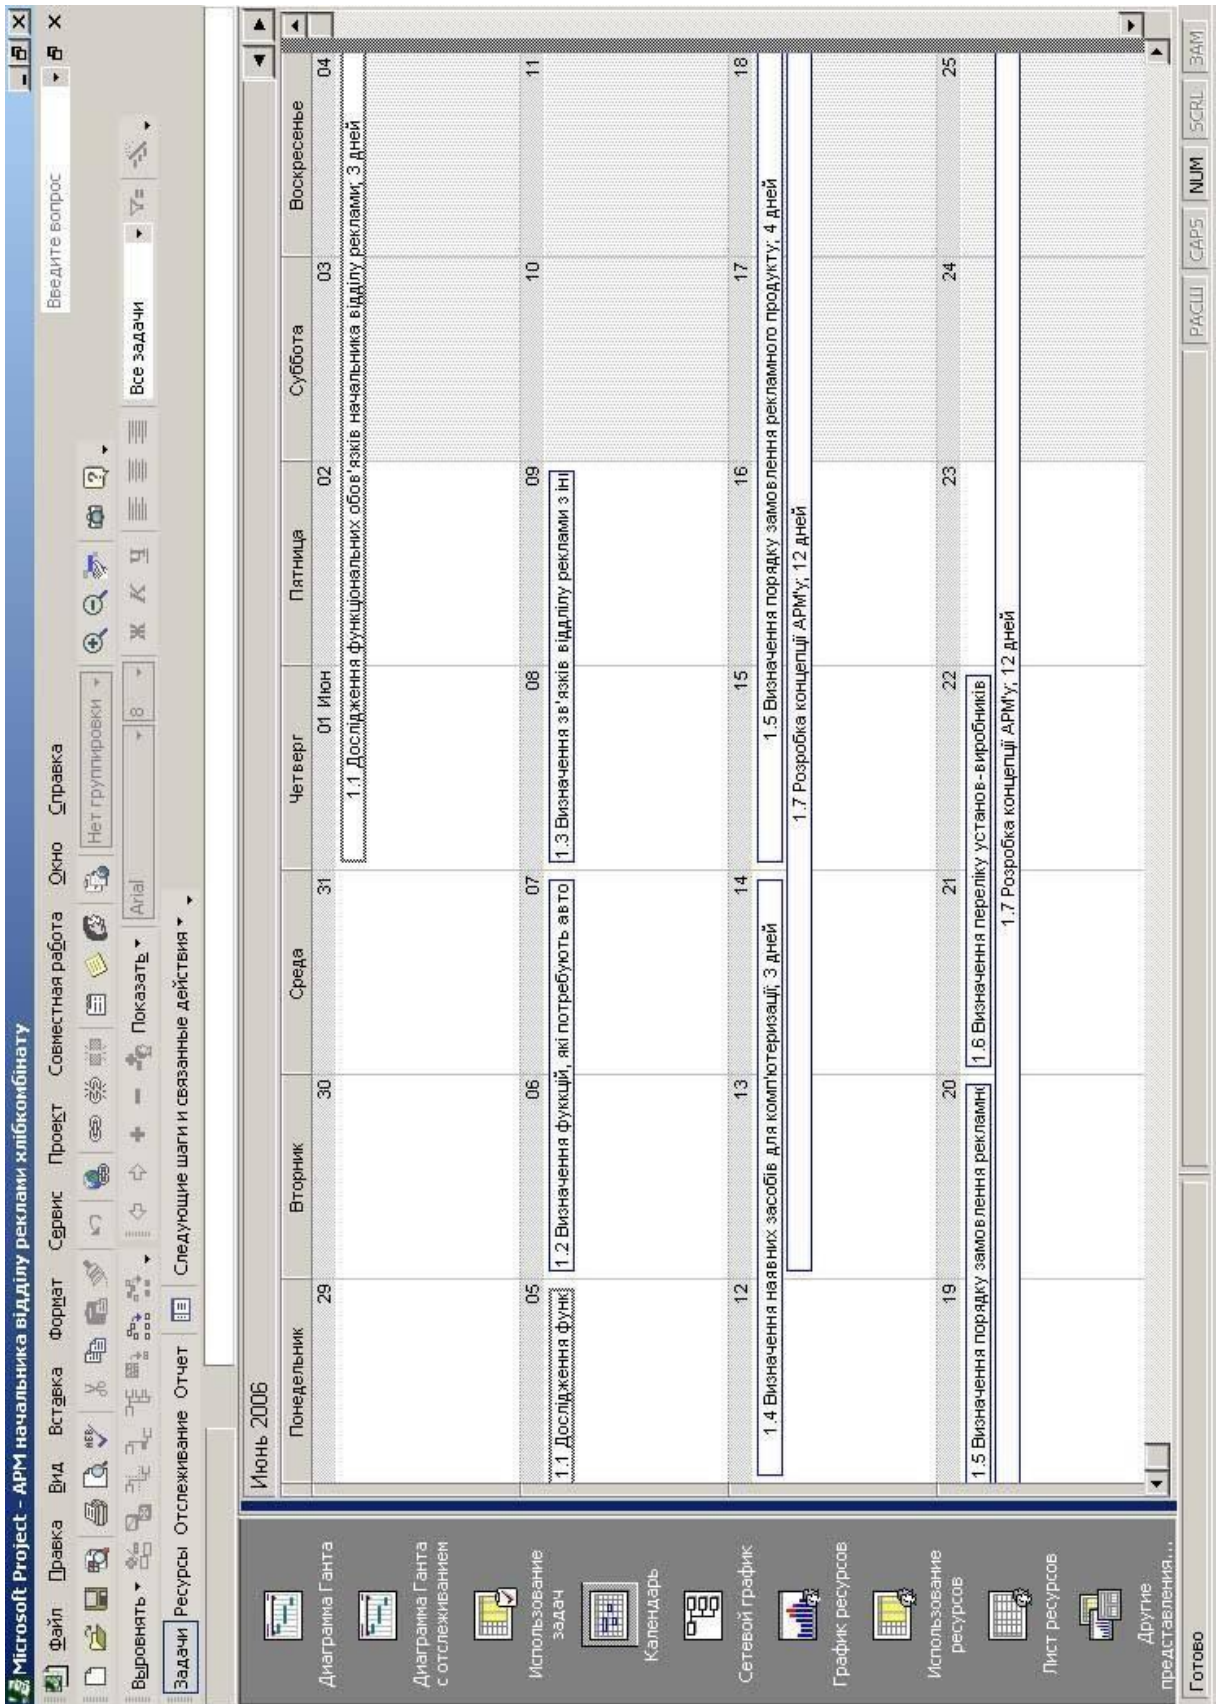 Microsoft Project - АРМ начальника відділу реклами хлібкомбінату
Файл Правка Вид Вставка Формат Сервис Проект Совместная работа Окно Справка
Введите вопрос
Нет группировки
Выровнять Показать Arial 8 Ж К Ч Все задачи
Задачи Ресурсы Отслеживание Отчет Следующие шаги и связанные действия
Июнь 2006
Понедельник Вторник Среда Четверг Пятница Суббота Воскресенье
29 30 31 01 Июн 02 03 04
1.1 Дослідження функціональних обов'язків начальника відділу реклами; 3 дней
05 06 07 08 09 10 11
1.1 Дослідження функ
1.2 Визначення фуккцій, які потребують авто
1.3 Визначення зв'язків відділу реклами з іні
12 13 14 15 16 17 18
1.4 Визначення наявних засобів для комп'ютеризації; 3 дней
1.5 Визначення порядку замовлення рекламного продукту; 4 дней
1.7 Розробка концепції АРМ'у; 12 дней
19 20 21 22 23 24 25
1.5 Визначення порядку замовлення рекламно
1.6 Визначення переліку установ-виробників
1.7 Розробка концепції АРМ'у; 12 дней
Диаграмма Ганта
Диаграмма Ганта
с отслеживанием
Использование
задач
Календарь
Сетевой график
График ресурсов
Использование
ресурсов
Лист ресурсов
Другие
представления...
Готово
РАСШ CAPS NUM SCRL ЗАМ